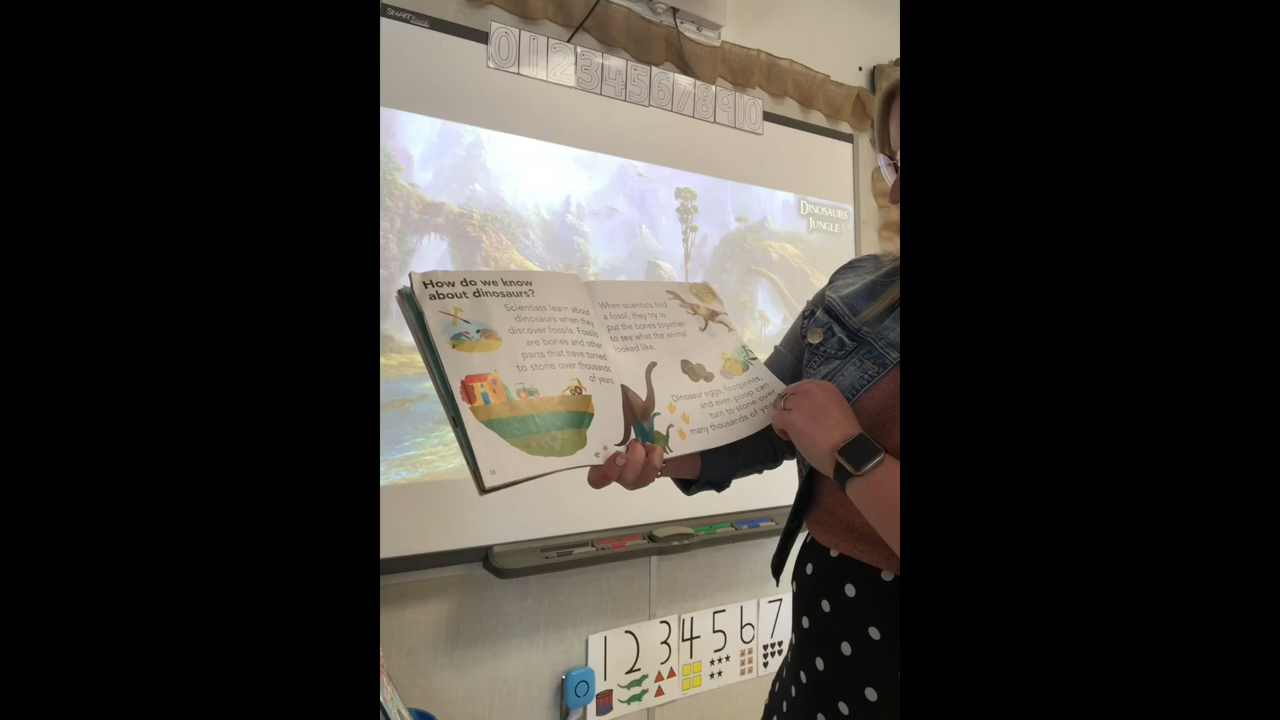 SMART
0 1 2 3 4 5 6 7 8 9 10
DINOSAURS
JUNGLE
How do we know
about dinosaurs?
Scientists learn about
dinosaurs when they
discover fossils. Fossils
are bones and other
parts that have turned
to stone over thousands
of years.
When scientists find
a fossil, they try to
put the bones together
to see what the animal
looked like.
Dinosaur eggs, footprints,
and even poop can
turn to stone over
many thousands of years.
1 2 3 4 5 6 7